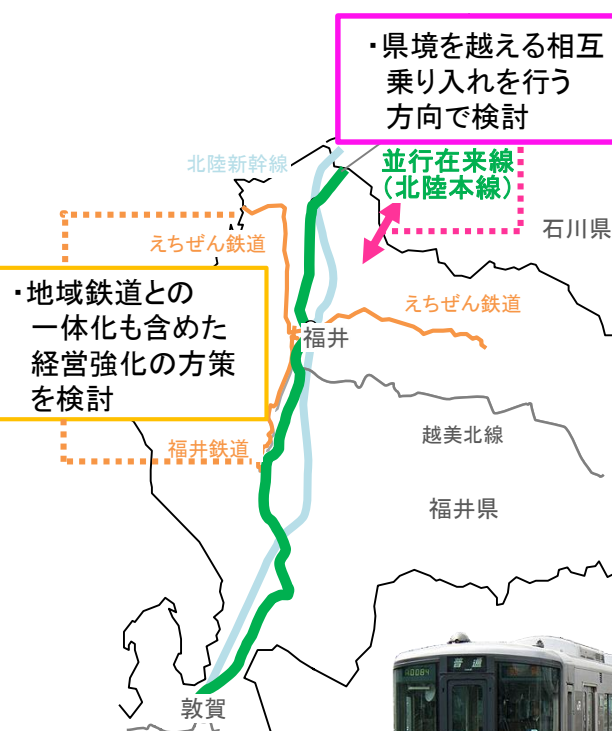 ・県境を越える相互
乗り入れを行う
方向で検討
北陸新幹線
並行在来線
(北陸本線)
石川県
えちぜん鉄道
・地域鉄道との
一体化も含めた
経営強化の方策
を検討
えちぜん鉄道
福井
福井鉄道
越美北線
福井県
普通
敦賀